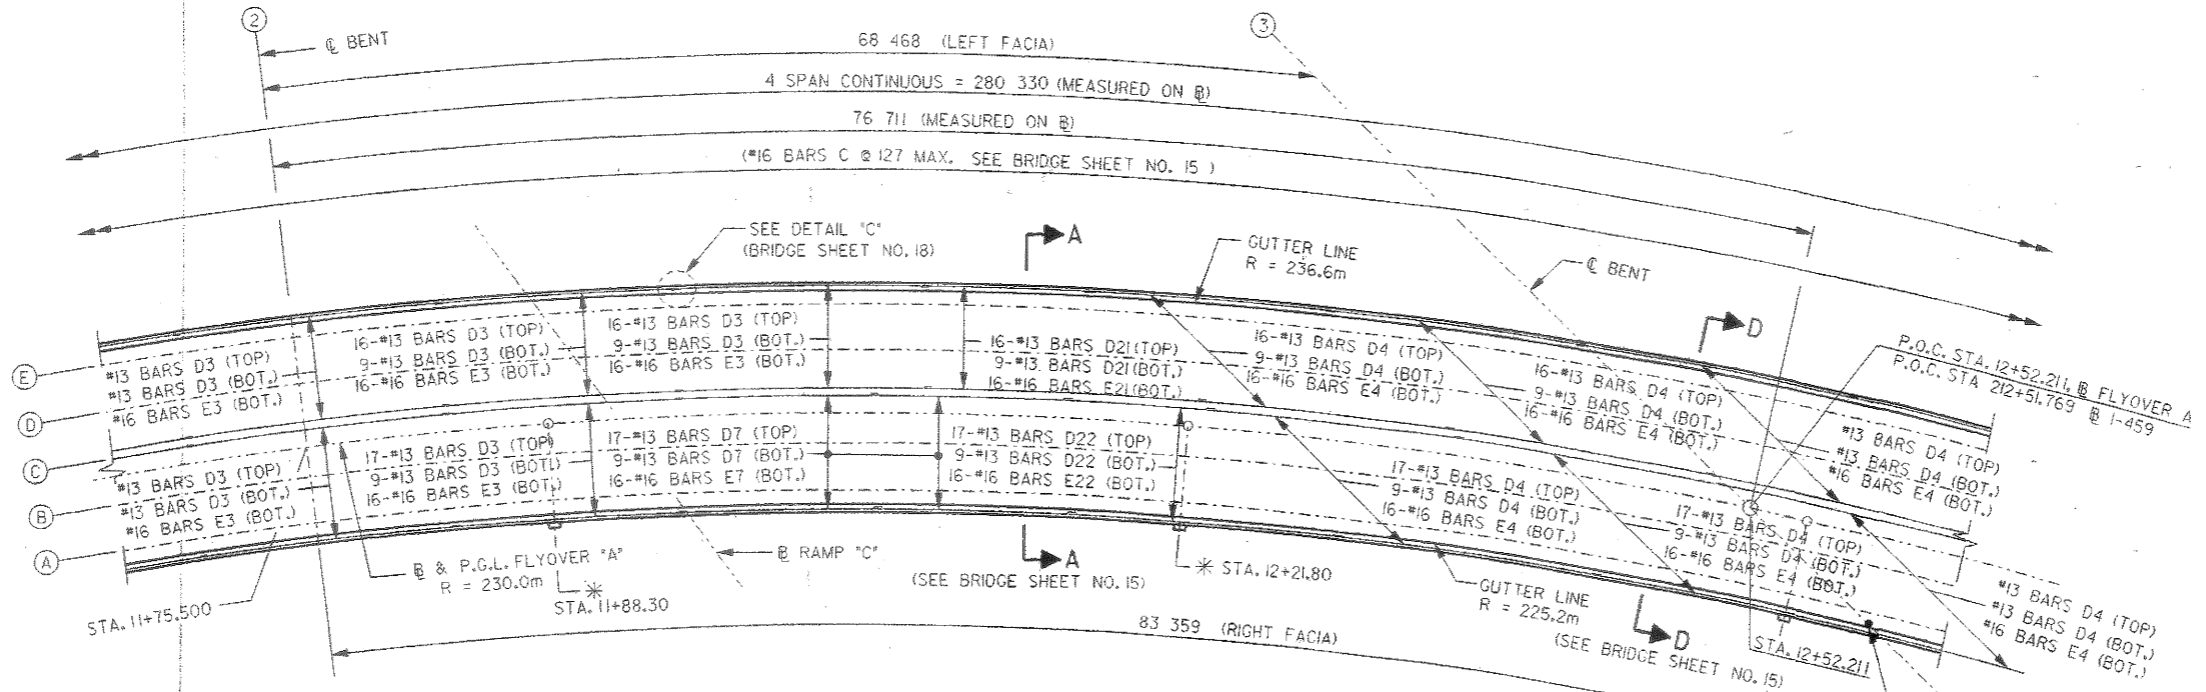 2
3
℄ BENT
68 468 (LEFT FACIA)
4 SPAN CONTINUOUS = 280 330 (MEASURED ON ℄B)
76 711 (MEASURED ON ℄B)
(#16 BARS C @ 127 MAX. SEE BRIDGE SHEET NO. 15 )
SEE DETAIL "C"
(BRIDGE SHEET NO. 18)
A
GUTTER LINE
R = 236.6m
℄ BENT
D
P.O.C. STA. 12+52.211, B FLYOVER A
P.O.C. STA 212+51.769 B I-459
E
D
C
B
A
#13 BARS D3 (TOP)
#13 BARS D3 (BOT.)
#16 BARS E3 (BOT.)
16-#13 BARS D3 (TOP)
9-#13 BARS D3 (BOT.)
16-#16 BARS E3 (BOT.)
16-#13 BARS D3 (TOP)
9-#13 BARS D3 (BOT.)
16-#16 BARS E3 (BOT.)
16-#13 BARS D21(TOP)
9-#13 BARS D21(BOT.)
16-#16 BARS E21(BOT.)
16-#13 BARS D4 (TOP)
9-#13 BARS D4 (BOT.)
16-#16 BARS E4 (BOT.)
16-#13 BARS D4 (TOP)
9-#13 BARS D4 (BOT.)
16-#16 BARS E4 (BOT.)
#13 BARS D4 (TOP)
#13 BARS D4 (BOT.)
#16 BARS E4 (BOT.)
#13 BARS D3 (TOP)
#13 BARS D3 (BOT.)
#16 BARS E3 (BOT.)
17-#13 BARS D3 (TOP)
9-#13 BARS D3 (BOT.)
16-#16 BARS E3 (BOT.)
17-#13 BARS D7 (TOP)
9-#13 BARS D7 (BOT.)
16-#16 BARS E7 (BOT.)
17-#13 BARS D22 (TOP)
9-#13 BARS D22 (BOT.)
16-#16 BARS E22 (BOT.)
17-#13 BARS D4 (TOP)
9-#13 BARS D4 (BOT.)
16-#16 BARS E4 (BOT.)
17-#13 BARS D4 (TOP)
9-#13 BARS D4 (BOT.)
16-#16 BARS E4 (BOT.)
#13 BARS D4 (TOP)
#13 BARS D4 (BOT.)
#16 BARS E4 (BOT.)
STA. 11+75.500
B & P.G.L. FLYOVER "A"
R = 230.0m
* STA. 11+88.30
B RAMP "C"
A
(SEE BRIDGE SHEET NO. 15)
* STA. 12+21.80
GUTTER LINE
R = 225.2m
D
(SEE BRIDGE SHEET NO. 15)
STA. 12+52.211
83 359 (RIGHT FACIA)